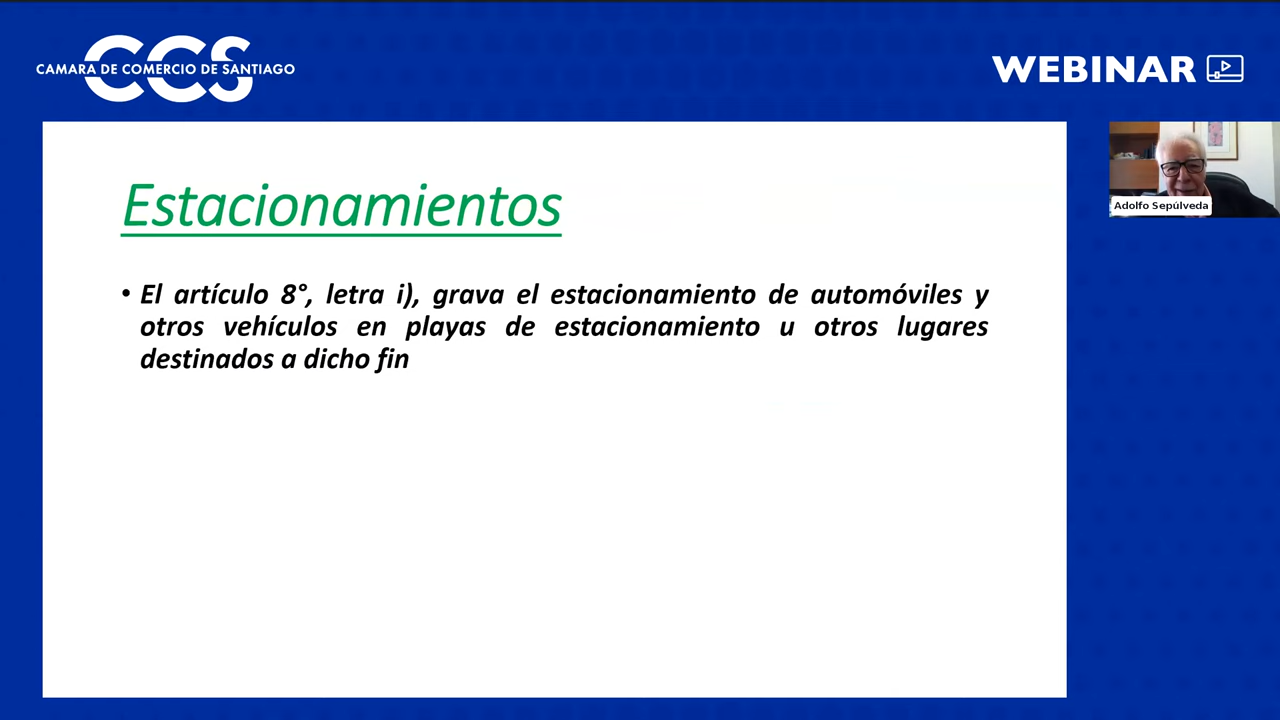 CCS
CAMARA DE COMERCIO DE SANTIAGO
WEBINAR
Estacionamientos
• El artículo 8°, letra i), grava el estacionamiento de automóviles y
otros vehículos en playas de estacionamiento u otros lugares
destinados a dicho fin
Adolfo Sepúlveda